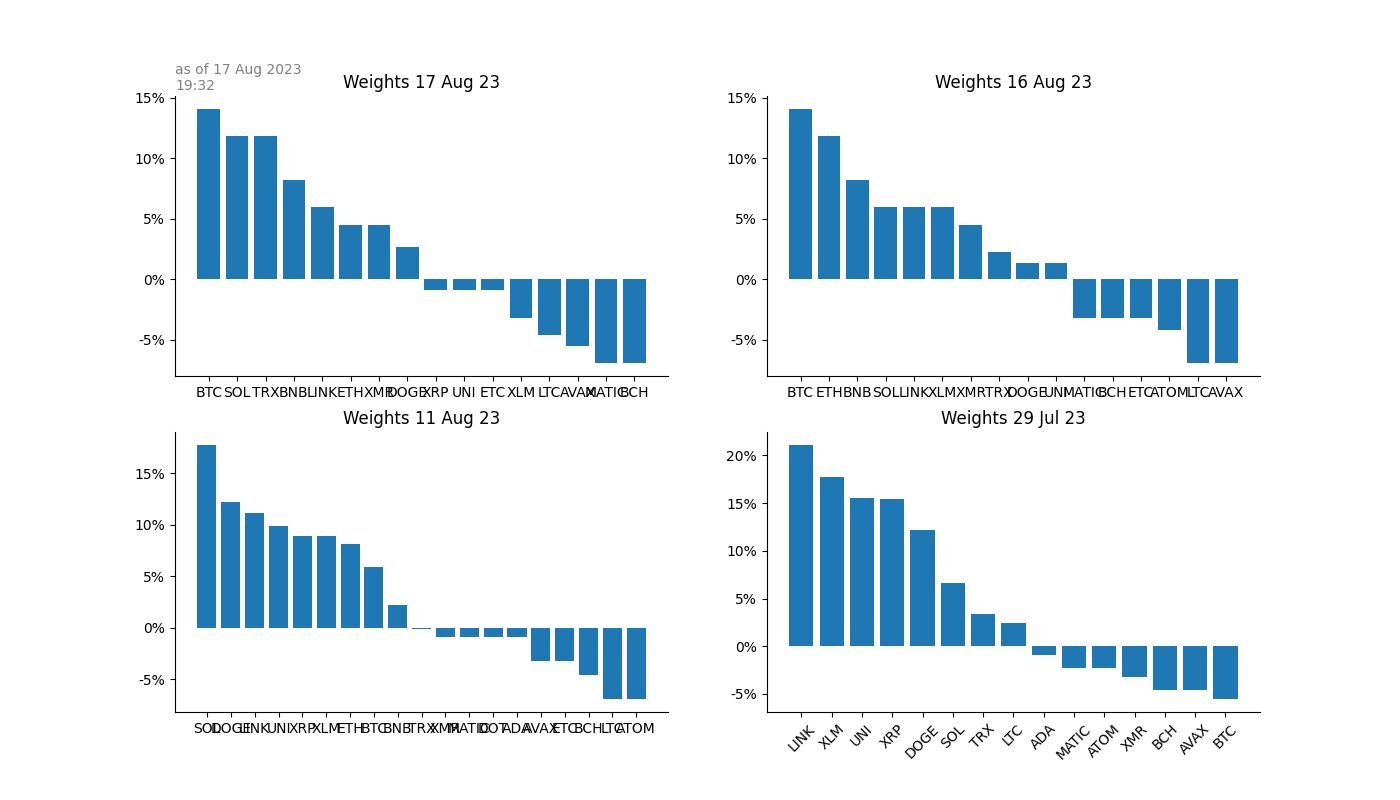 as of 17 Aug 2023
19:32
Weights 17 Aug 23
15%
10%
5%
0%
-5%
BTC SOL TRX BNB LINK ETH XMR DOGE XRP UNI ETC XLM LTC AVAX MATIC BCH
Weights 16 Aug 23
15%
10%
5%
0%
-5%
BTC ETH BNB SOL LINK XLM XMR TRX DOGE UNI MATIC BCH ETC ATOM LTC AVAX
Weights 11 Aug 23
15%
10%
5%
0%
-5%
SOL DOGE LINK UNI XRP XLM ETH BTC BNB TRX XMR MATIC DOT ADA AVAX ETC BCH LTC ATOM
Weights 29 Jul 23
20%
15%
10%
5%
0%
-5%
LINK XLM UNI XRP DOGE SOL TRX LTC ADA MATIC ATOM XMR BCH AVAX BTC